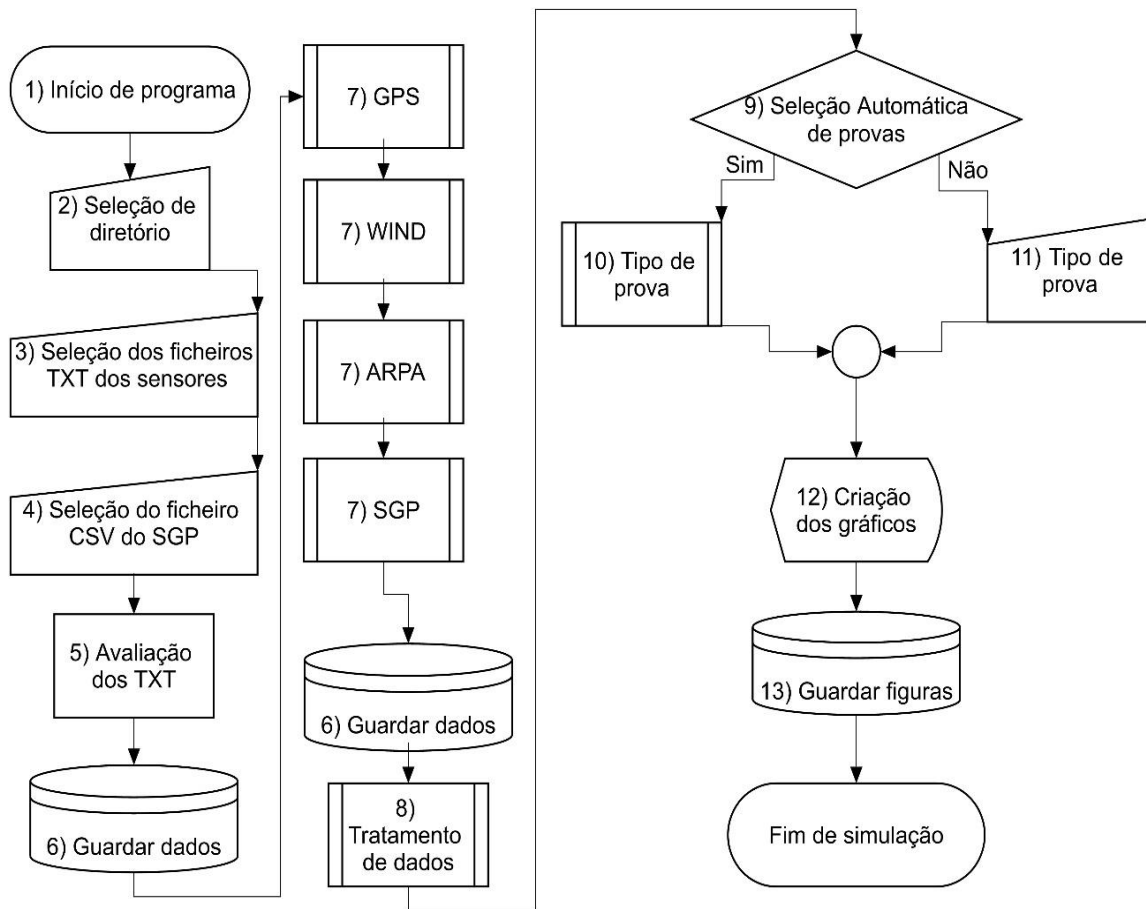 1) Início de programa
2) Seleção de
diretório
3) Seleção dos ficheiros
TXT dos sensores
4) Seleção do ficheiro
CSV do SGP
5) Avaliação
dos TXT
6) Guardar dados
7) GPS
7) WIND
7) ARPA
7) SGP
6) Guardar dados
8)
Tratamento
de dados
9) Seleção Automática
de provas
Sim
Não
10) Tipo de
prova
11) Tipo de
prova
12) Criação
dos gráficos
13) Guardar figuras
Fim de simulação